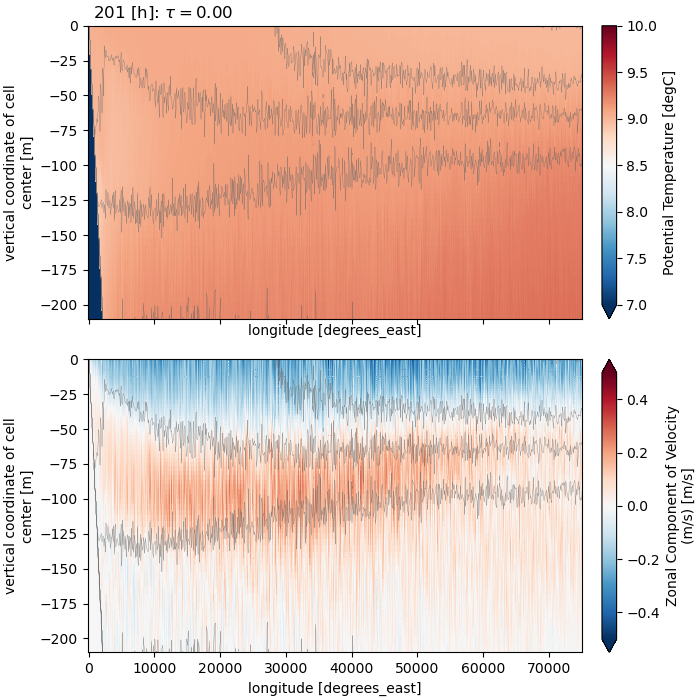 201 [h]: τ = 0.00
0
−25
−50
−75
−100
−125
−150
−175
−200
vertical coordinate of cell
center [m]
longitude [degrees_east]
10.0
9.5
9.0
8.5
8.0
7.5
7.0
Potential Temperature [degC]
0
−25
−50
−75
−100
−125
−150
−175
−200
vertical coordinate of cell
center [m]
0 10000 20000 30000 40000 50000 60000 70000
longitude [degrees_east]
0.4
0.2
0.0
−0.2
−0.4
Zonal Component of Velocity
(m/s) [m/s]